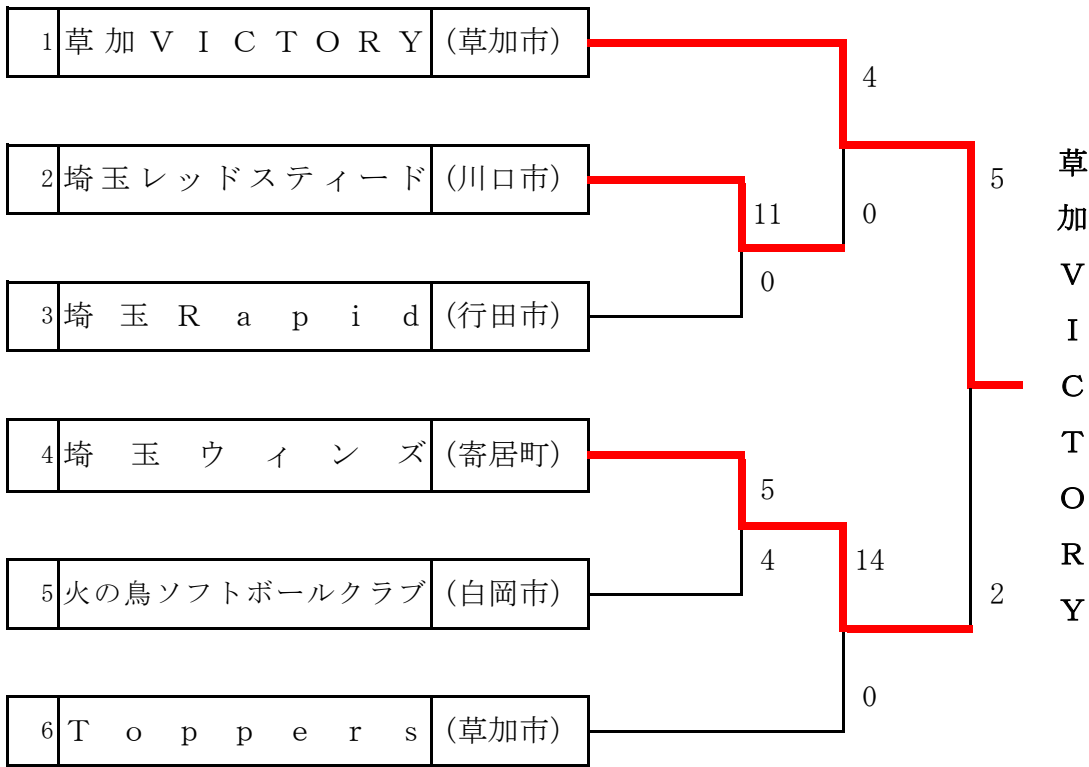 1 草加VICTORY (草加市)
4
2 埼玉レッドスティード (川口市)
5
11
0
0
3 埼玉Rapid (行田市)
4 埼玉ウィンズ (寄居町)
5
4
14
5 火の鳥ソフトボールクラブ (白岡市)
2
0
6 Toppers (草加市)
草加VICTORY